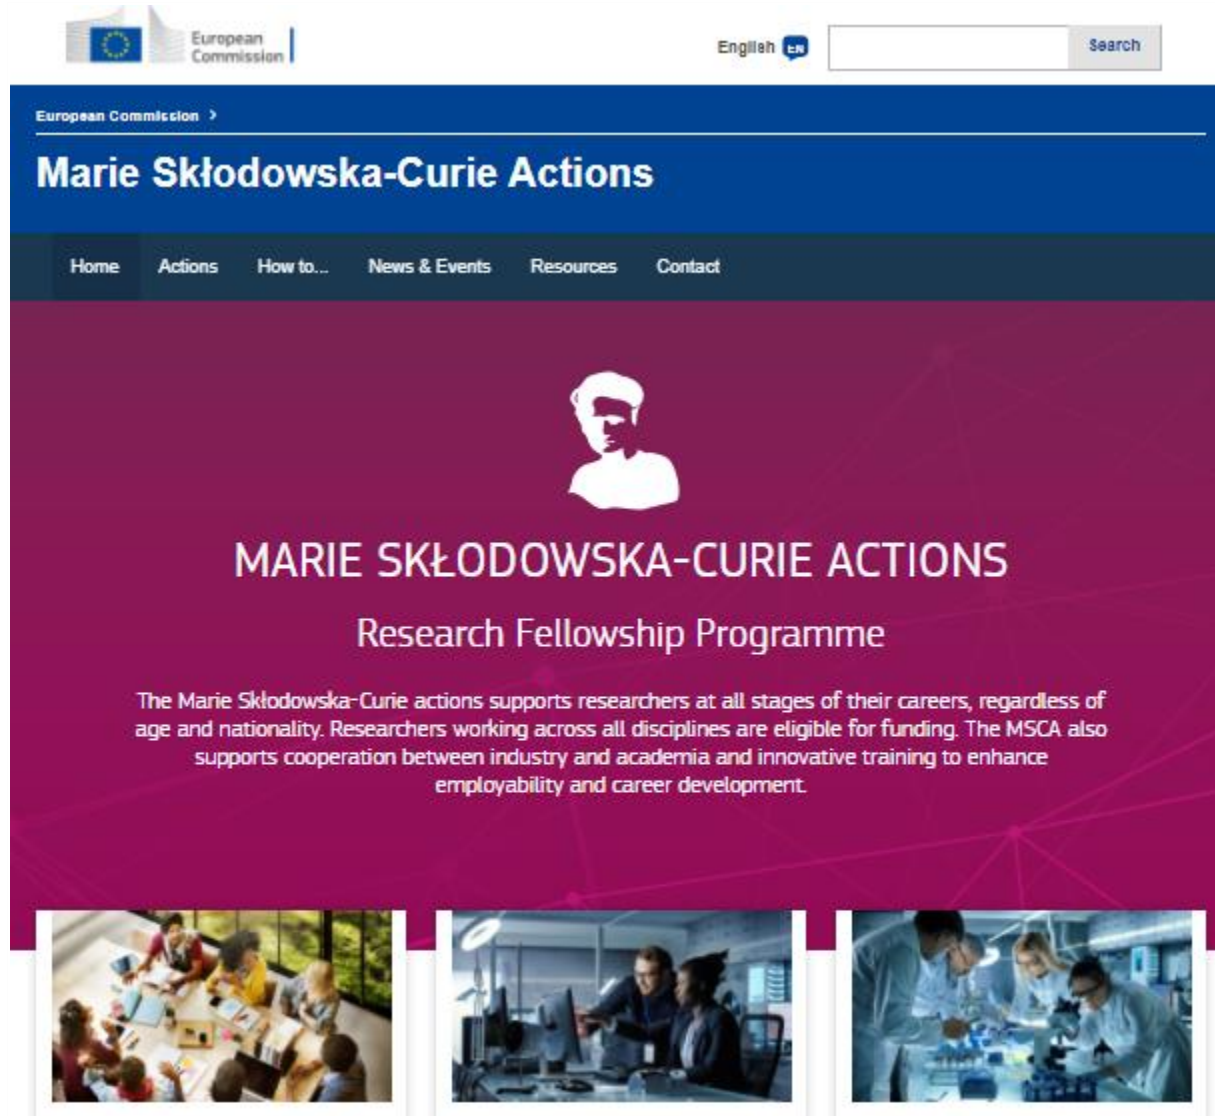 European
Commission
English EN
Search
European Commission >
Marie Skłodowska-Curie Actions
Home Actions How to... News & Events Resources Contact
MARIE SKŁODOWSKA-CURIE ACTIONS
Research Fellowship Programme
The Marie Skłodowska-Curie actions supports researchers at all stages of their careers, regardless of
age and nationality. Researchers working across all disciplines are eligible for funding. The MSCA also
supports cooperation between industry and academia and innovative training to enhance
employability and career development.